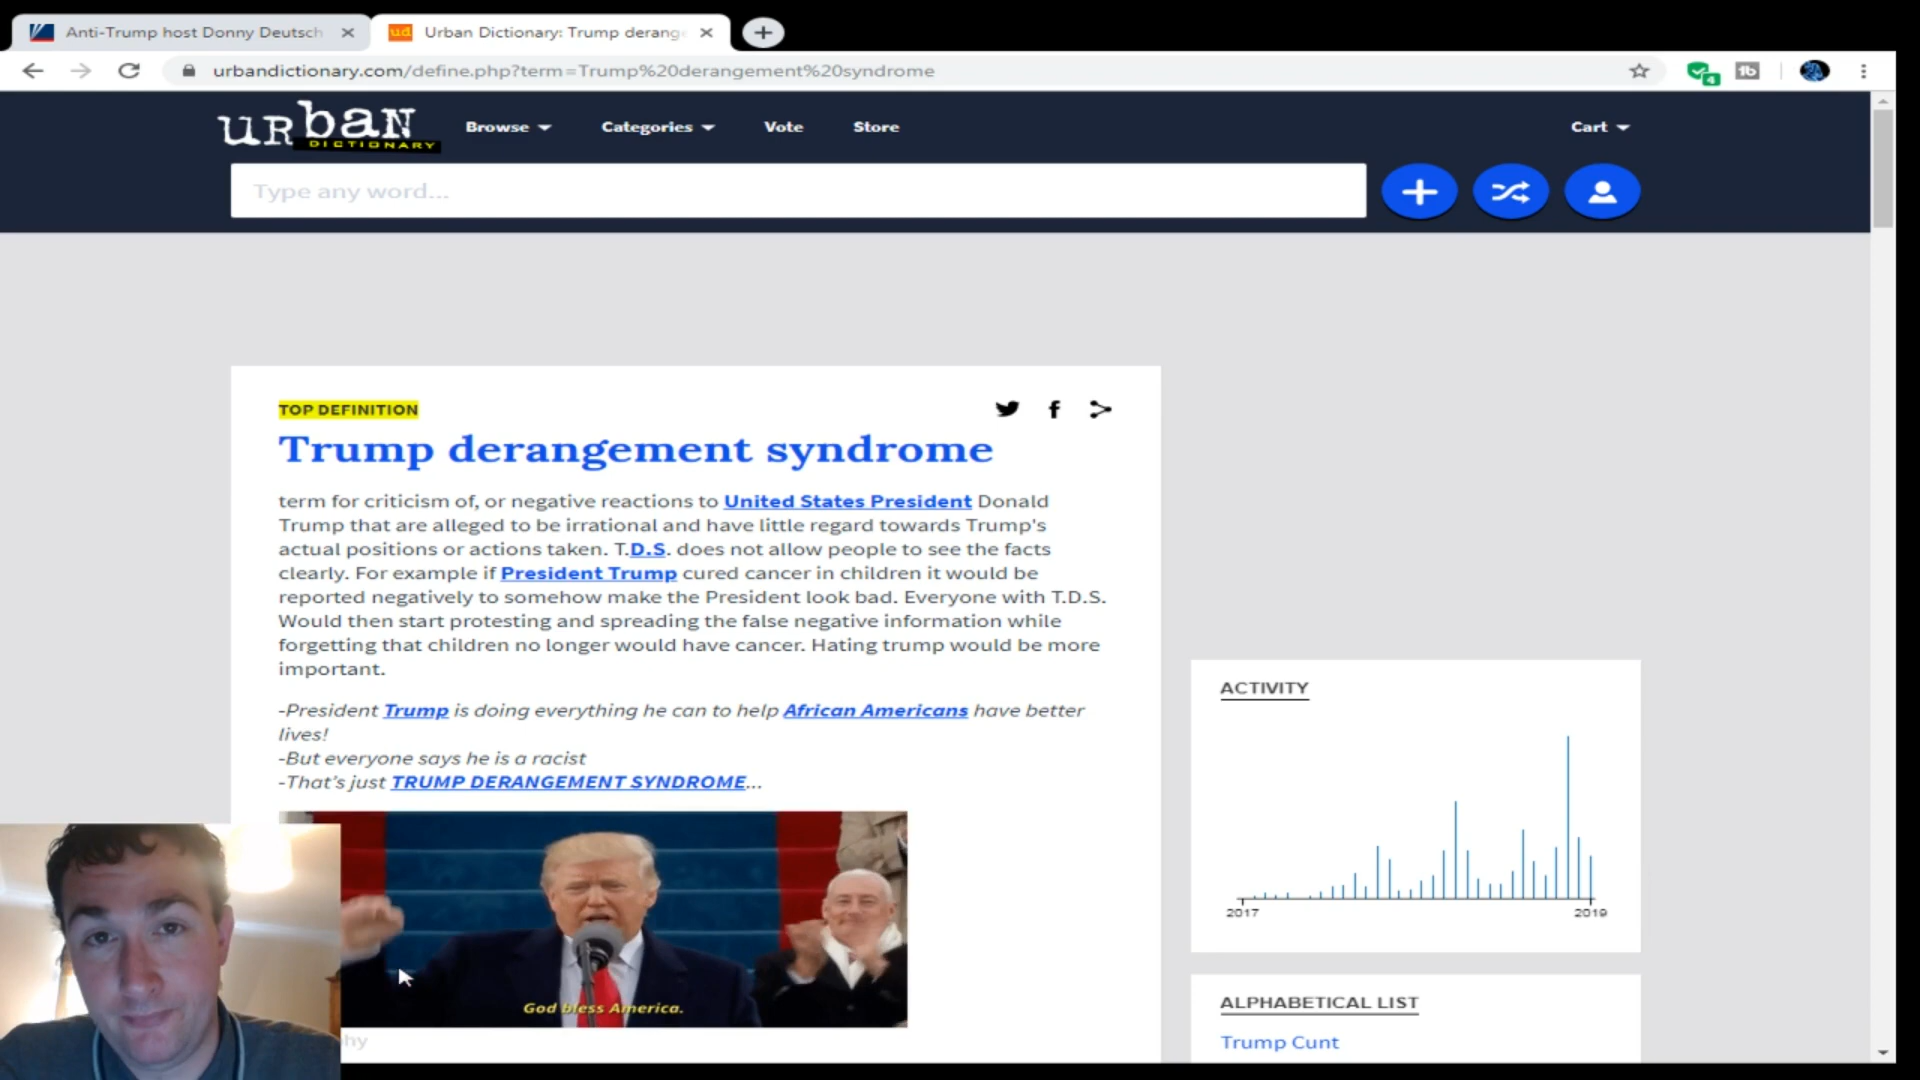 Anti-Trump host Donny Deutsch
Urban Dictionary: Trump derang
urbandictionary.com/define.php?term=Trump%20derangement%20syndrome
4
urban
DICTIONARY
Browse
Categories
Vote
Store
Cart
Type any word...
TOP DEFINITION
Trump derangement syndrome
term for criticism of, or negative reactions to United States President Donald
Trump that are alleged to be irrational and have little regard towards Trump's
actual positions or actions taken. T.D.S. does not allow people to see the facts
clearly. For example if President Trump cured cancer in children it would be
reported negatively to somehow make the President look bad. Everyone with T.D.S.
Would then start protesting and spreading the false negative information while
forgetting that children no longer would have cancer. Hating trump would be more
important.
-President Trump is doing everything he can to help African Americans have better
lives!
-But everyone says he is a racist
-That's just TRUMP DERANGEMENT SYNDROME...
God bless America.
hy
ACTIVITY
2017
2019
ALPHABETICAL LIST
Trump Cunt